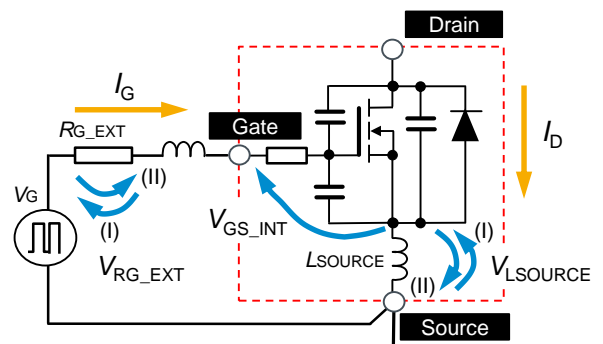 Drain
IG
RG_EXT
Gate
ID
VG
(II)
(I)
VGS_INT
VRG_EXT
LSOURCE
(I)
VLSOURCE
(II)
Source